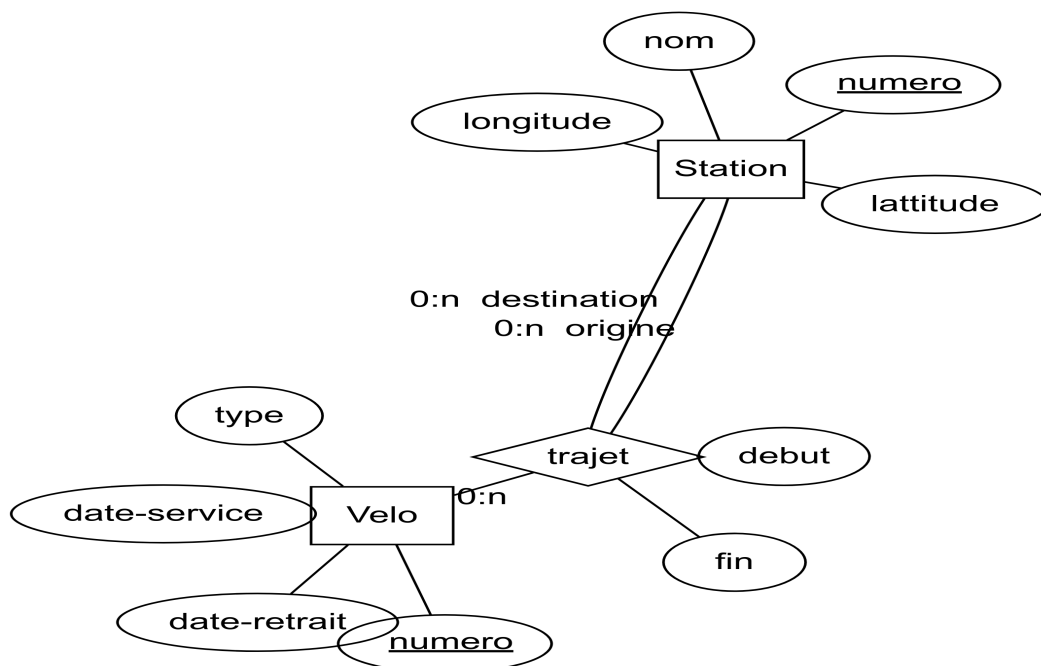 nom
numero
longitude
Station
lattitude
0:n destination
0:n origine
type
trajet
debut
0:n
date-service
Velo
fin
date-retrait
numero